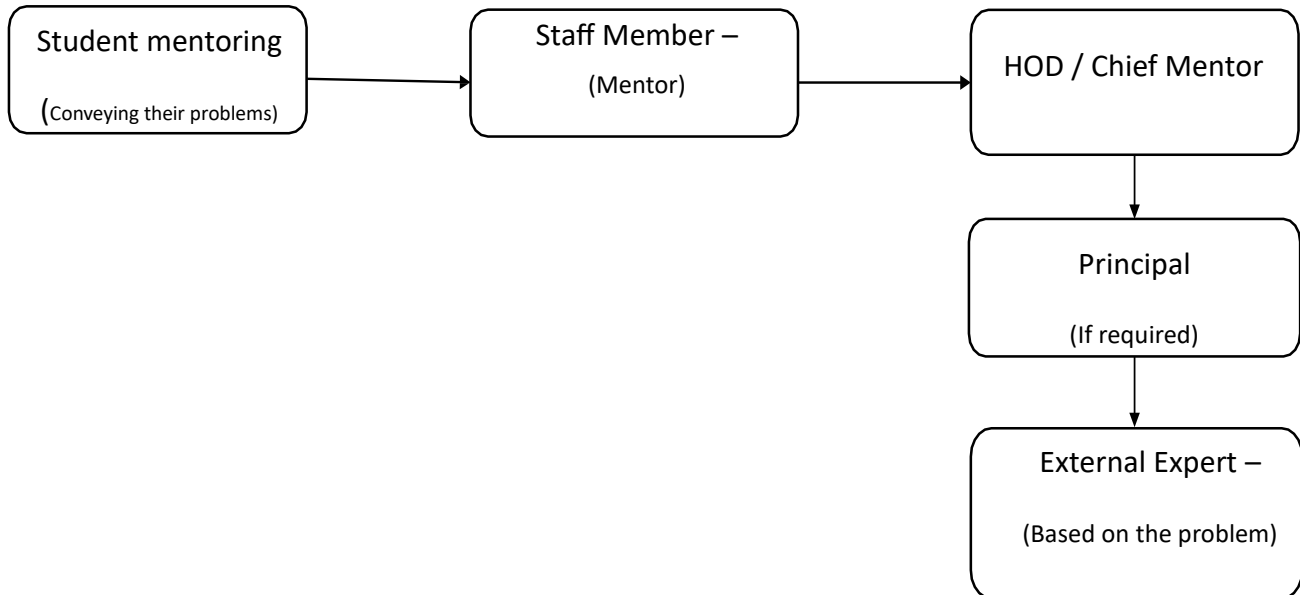 Student mentoring
(Conveying their problems)
Staff Member –
(Mentor)
HOD / Chief Mentor
Principal
(If required)
External Expert –
(Based on the problem)